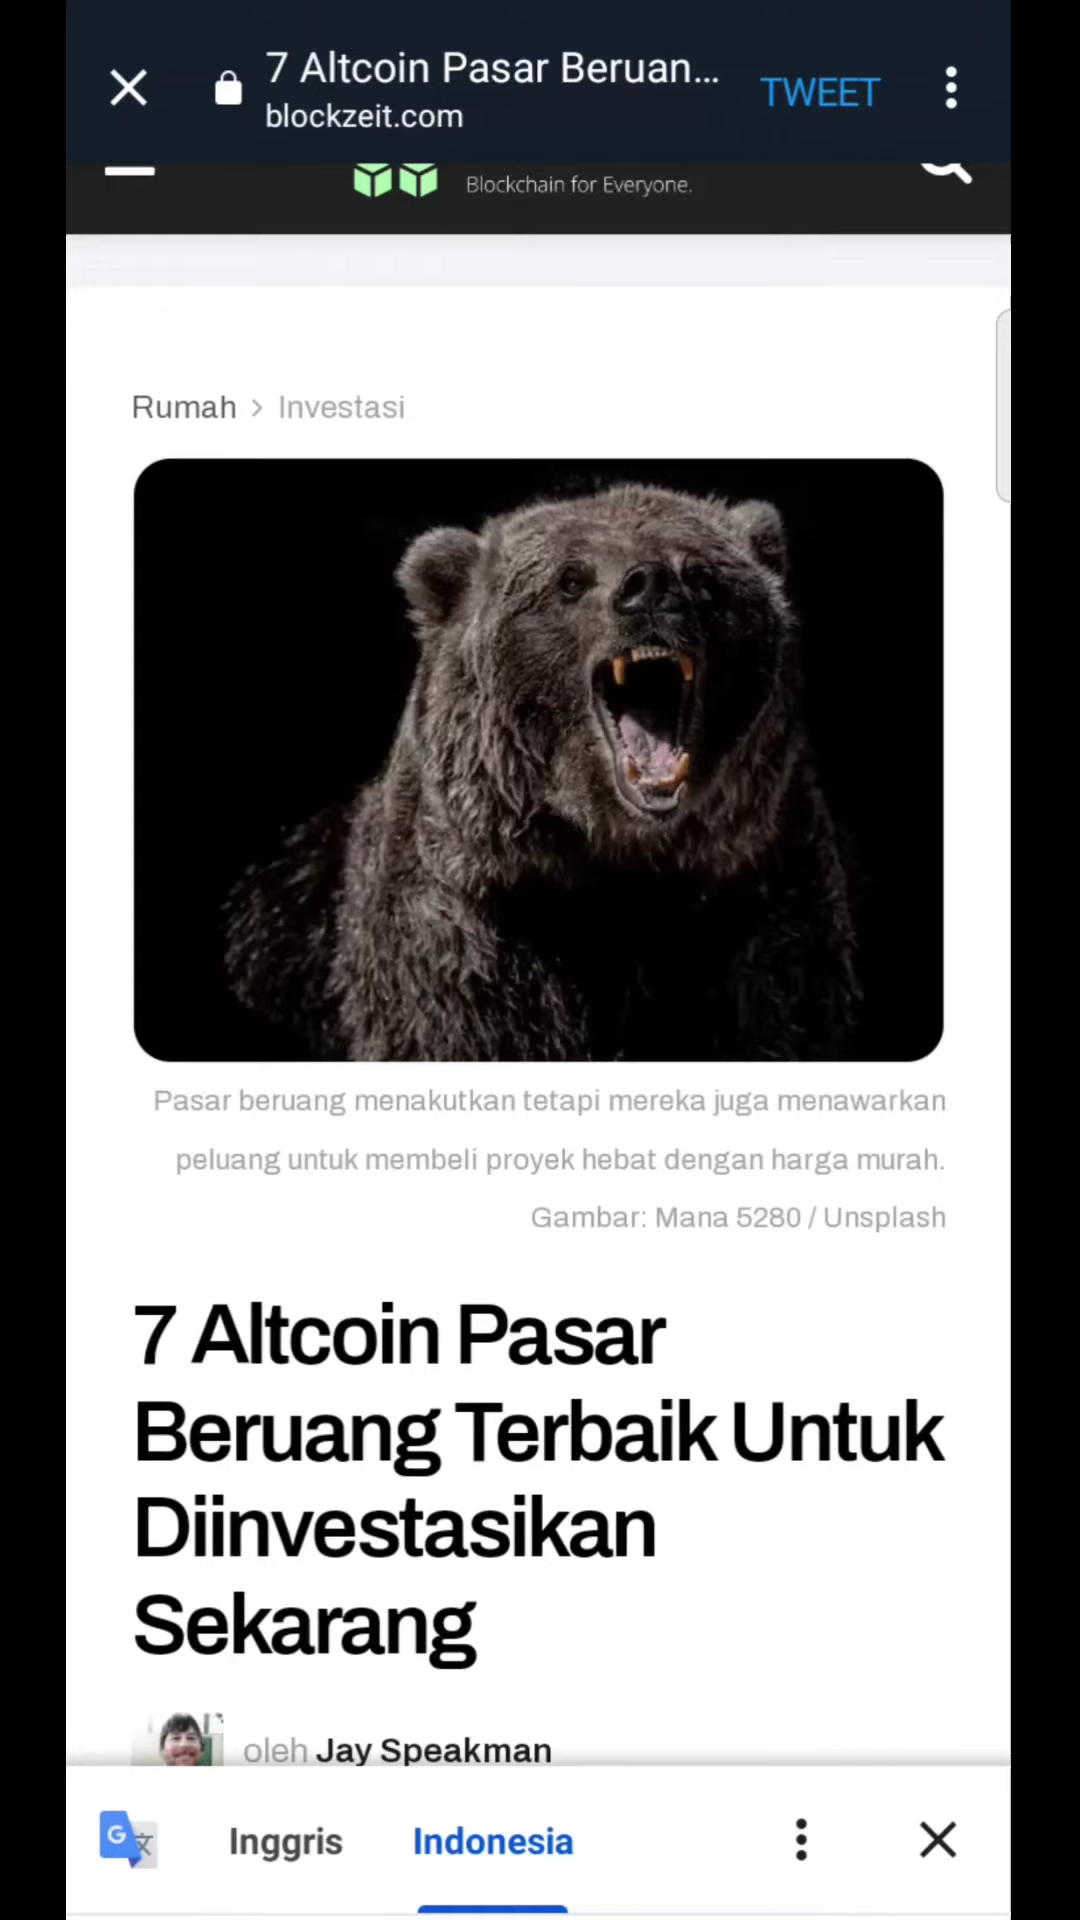 7 Altcoin Pasar Beruan...
blockzeit.com
TWEET
Blockchain for Everyone.
Rumah > Investasi
Pasar beruang menakutkan tetapi mereka juga menawarkan
peluang untuk membeli proyek hebat dengan harga murah.
Gambar: Mana 5280 / Unsplash
7 Altcoin Pasar
Beruang Terbaik Untuk
Diinvestasikan
Sekarang
oleh Jay Speakman
G 文
Inggris
Indonesia